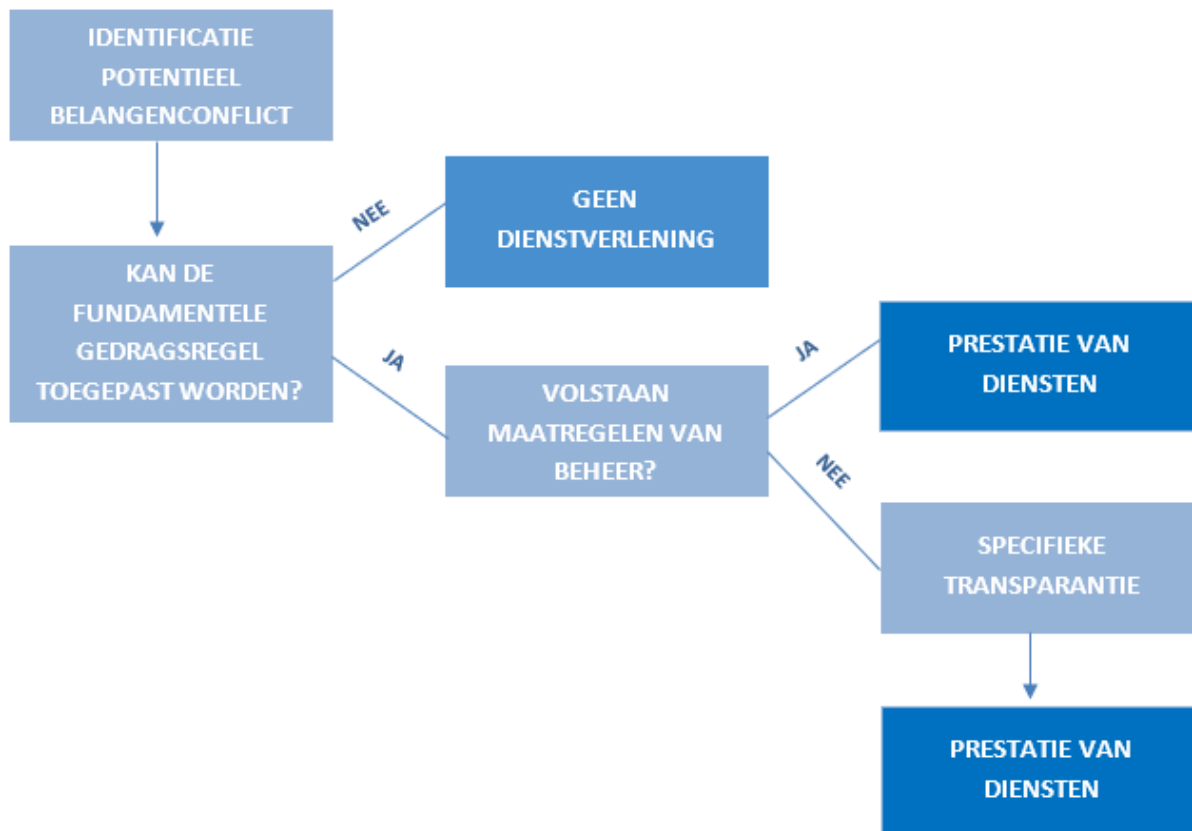 IDENTIFICATIE
POTENTIEEL
BELANGENCONFLICT
NEE
GEEN
DIENSTVERLENING
KAN DE
FUNDAMENTELE
GEDRAGSREGEL
TOEGEPAST WORDEN?
JA
VOLSTAAN
MAATREGELEN VAN
BEHEER?
JA
PRESTATIE VAN
DIENSTEN
NEE
SPECIFIEKE
TRANSPARANTIE
PRESTATIE VAN
DIENSTEN